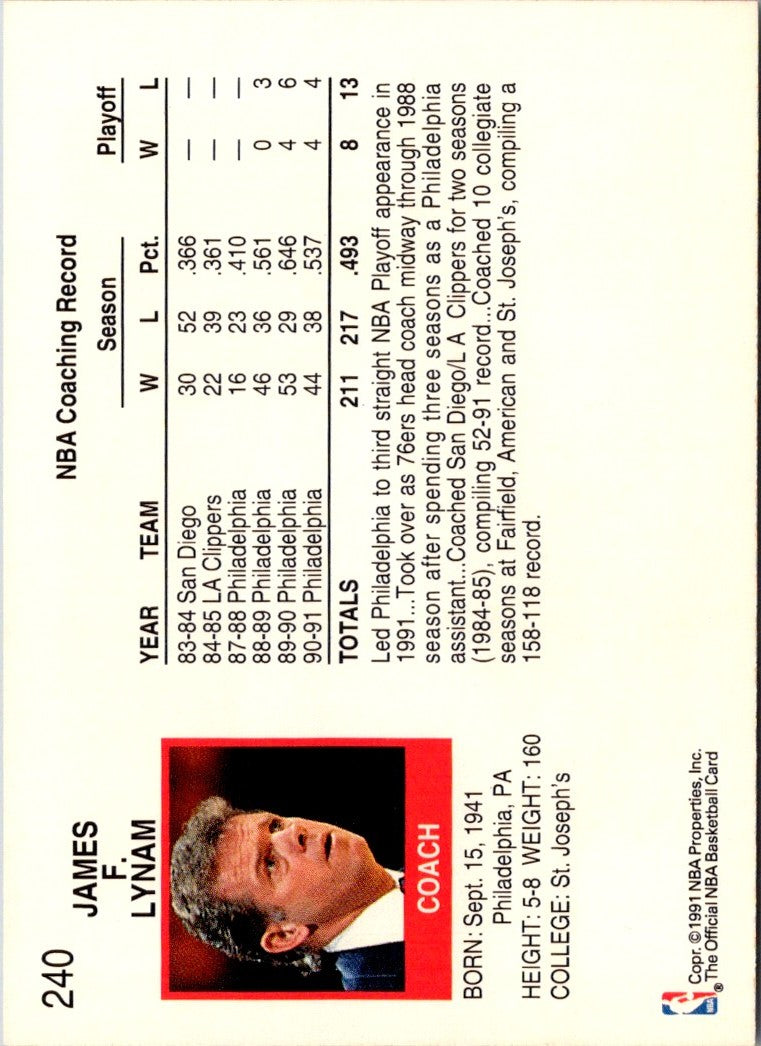 240
JAMES
F.
LYNAM
COACH
BORN: Sept. 15, 1941
Philadelphia, PA
HEIGHT: 5-8 WEIGHT: 160
COLLEGE: St. Joseph's
NBA Coaching Record
Season Playoff
YEAR TEAM W L Pct. W L
83-84 San Diego 30 52 .366 — —
84-85 LA Clippers 22 39 .361 — —
87-88 Philadelphia 16 23 .410 — —
88-89 Philadelphia 46 36 .561 0 3
89-90 Philadelphia 53 29 .646 4 6
90-91 Philadelphia 44 38 .537 4 4
TOTALS 211 217 .493 8 13
Led Philadelphia to third straight NBA Playoff appearance in
1991...Took over as 76ers head coach midway through 1988
season after spending three seasons as a Philadelphia
assistant...Coached San Diego/L A Clippers for two seasons
(1984-85), compiling 52-91 record...Coached 10 collegiate
seasons at Fairfield, American and St. Joseph's, compiling a
158-118 record.
NBA
® Copr. ©1991 NBA Properties, Inc.
The Official NBA Basketball Card